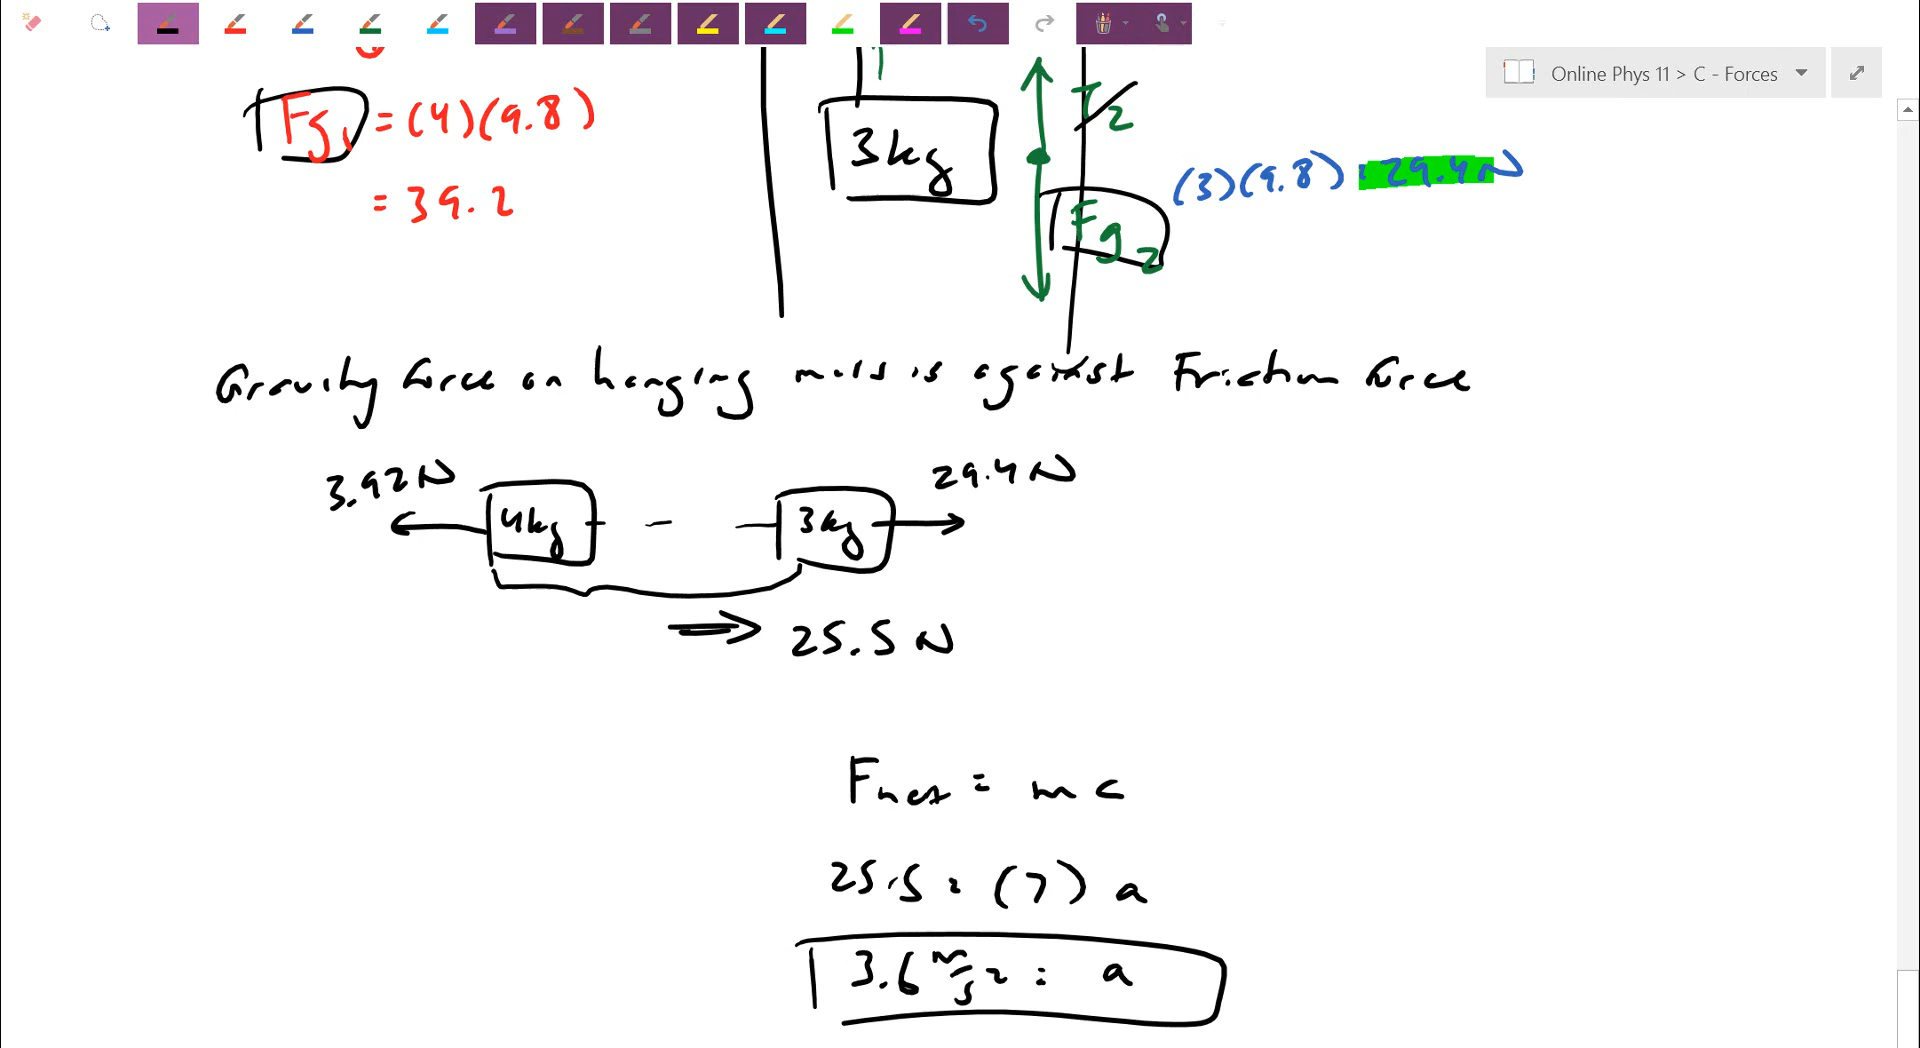 Online Phys 11 > C - Forces
Fg₁ = (4)(9.8)
= 39.2
3kg
T₂
Fg₂
(3)(9.8) = 29.4N
Gravity force on hanging mass is against Friction force
3.92N
4kg
3kg
29.4N
25.5 N
Fnet = ma
25.5 = (7) a
3.6 m/s² = a